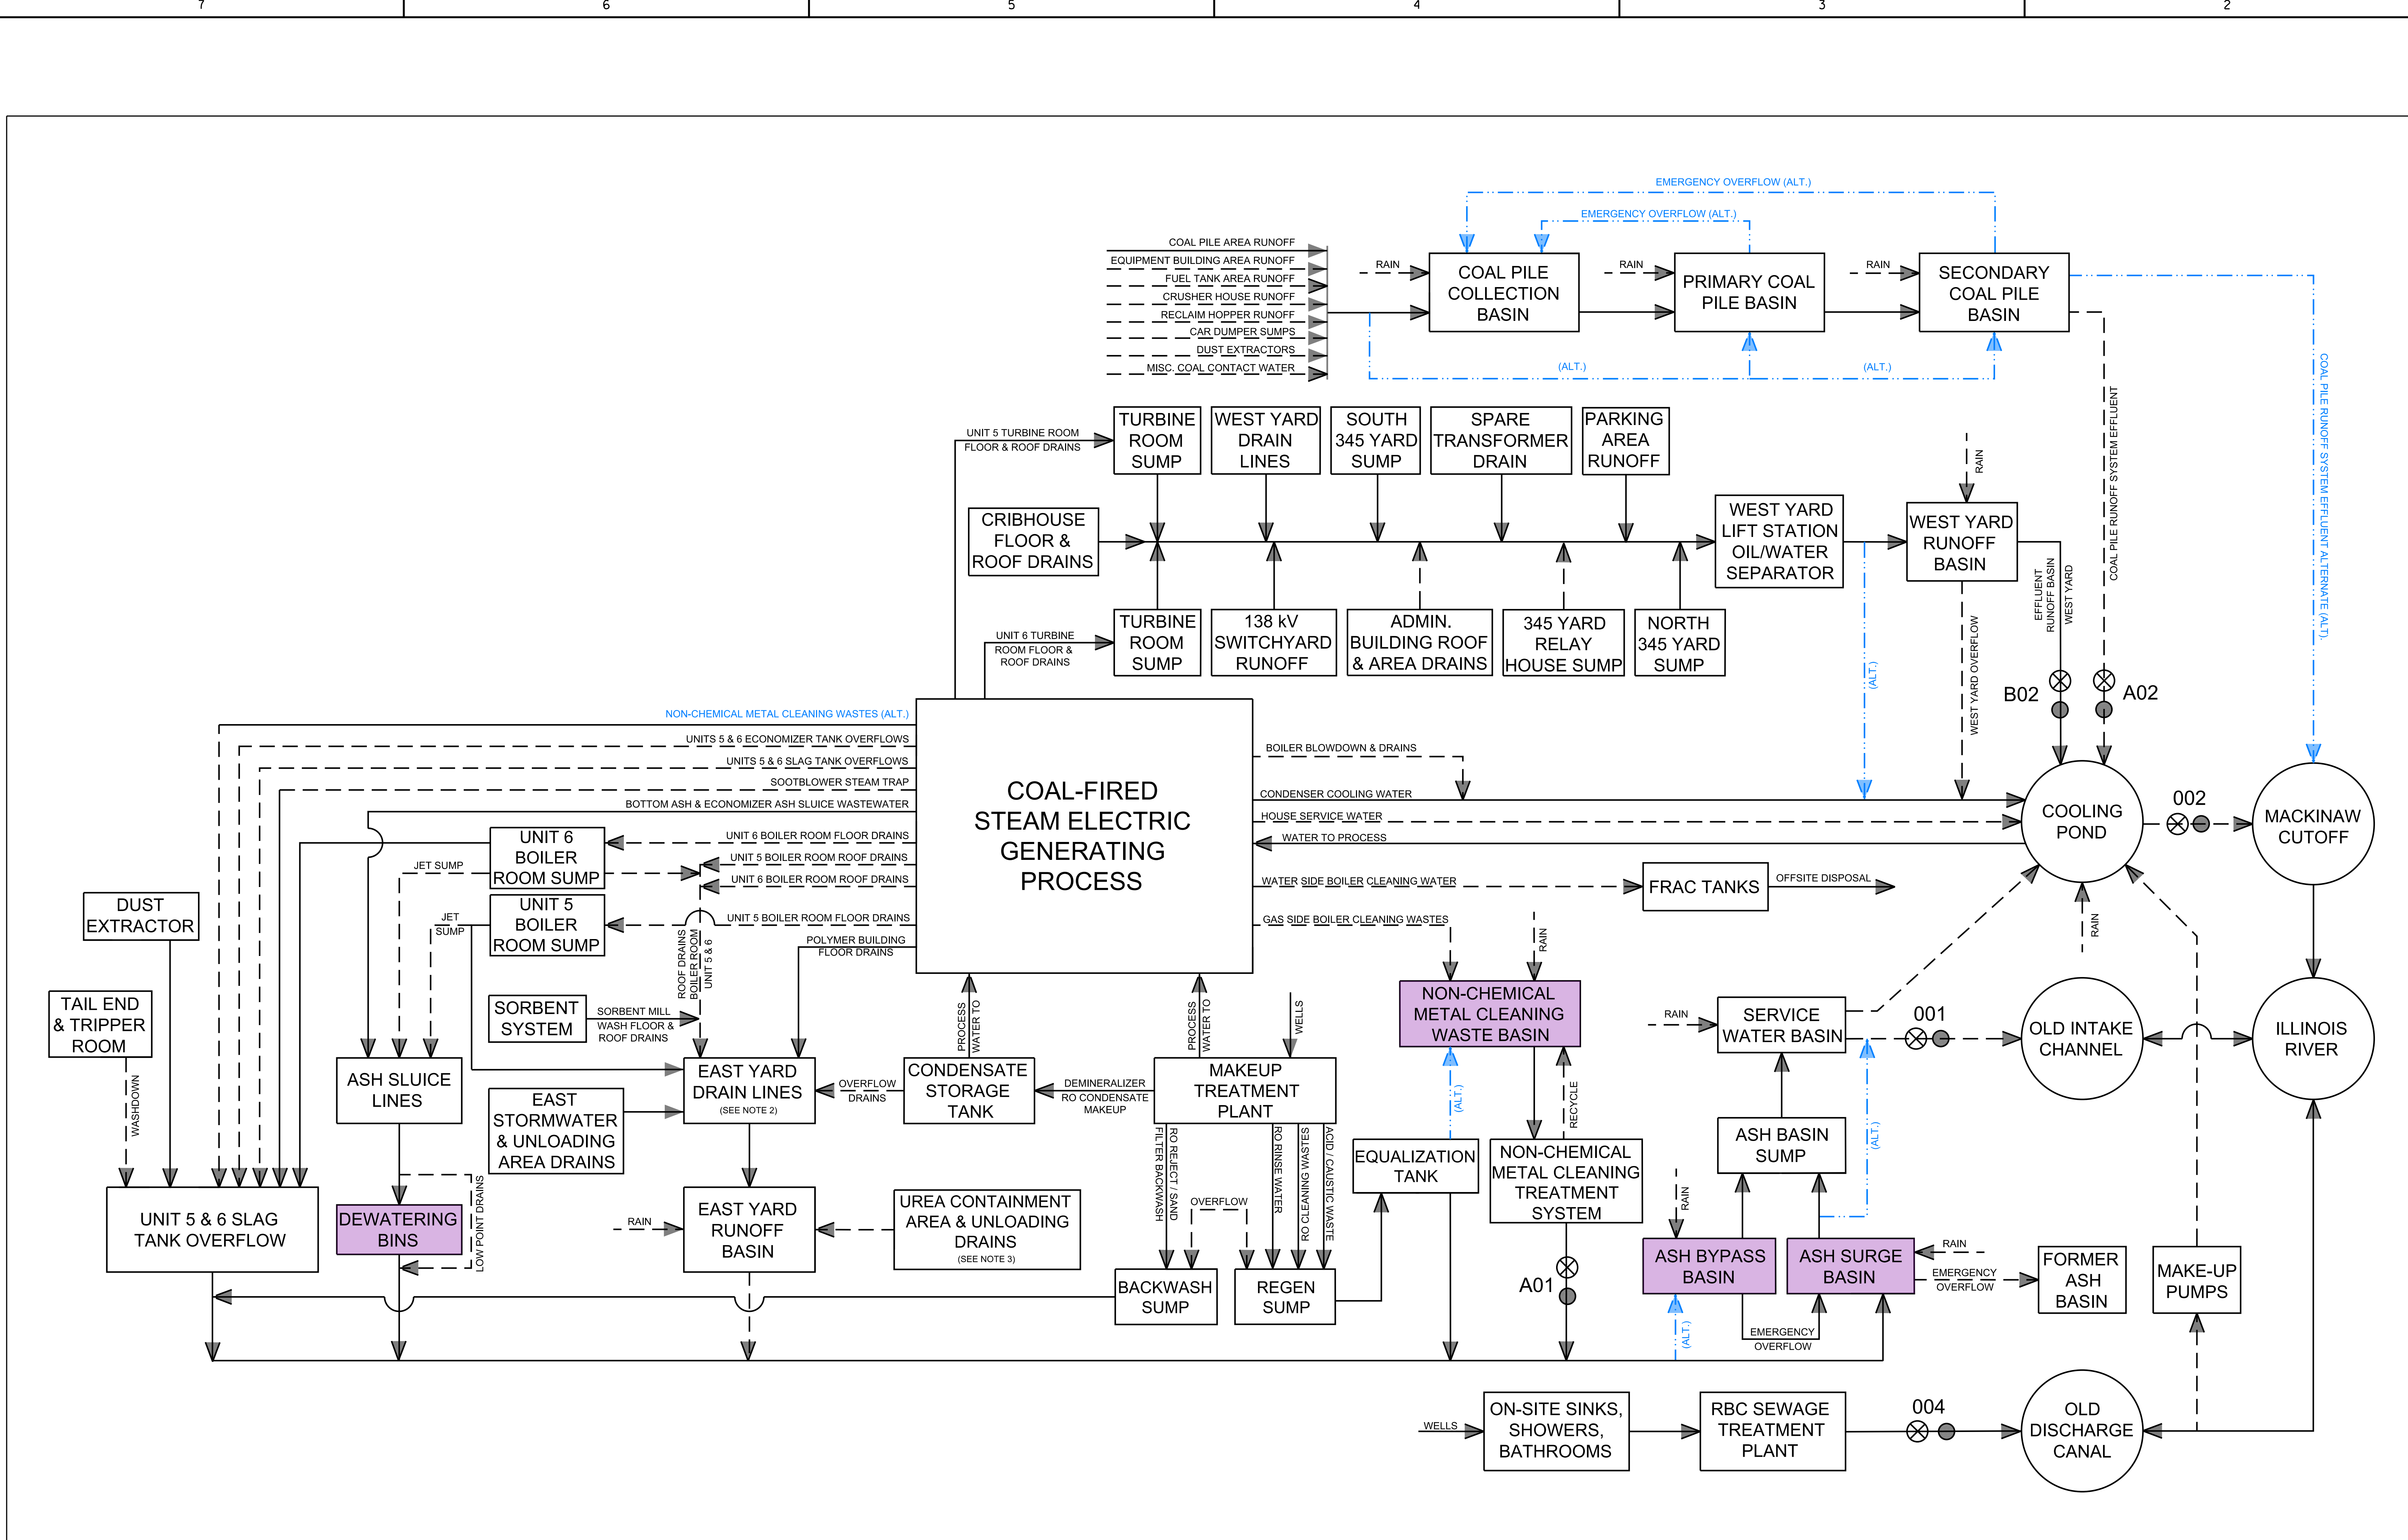 7
6
5
4
3
2
EMERGENCY OVERFLOW (ALT.)
EMERGENCY OVERFLOW (ALT.)
COAL PILE AREA RUNOFF
EQUIPMENT BUILDING AREA RUNOFF
FUEL TANK AREA RUNOFF
CRUSHER HOUSE RUNOFF
RECLAIM HOPPER RUNOFF
CAR DUMPER SUMPS
DUST EXTRACTORS
MISC. COAL CONTACT WATER
RAIN
COAL PILE
COLLECTION
BASIN
RAIN
PRIMARY COAL
PILE BASIN
RAIN
SECONDARY
COAL PILE
BASIN
(ALT.)
(ALT.)
COAL PILE RUNOFF SYSTEM EFFLUENT
COAL PILE RUNOFF SYSTEM EFFLUENT ALTERNATE (ALT).
UNIT 5 TURBINE ROOM
FLOOR & ROOF DRAINS
TURBINE
ROOM
SUMP
WEST YARD
DRAIN
LINES
SOUTH
345 YARD
SUMP
SPARE
TRANSFORMER
DRAIN
PARKING
AREA
RUNOFF
CRIBHOUSE
FLOOR &
ROOF DRAINS
WEST YARD
LIFT STATION
OIL/WATER
SEPARATOR
RAIN
WEST YARD
RUNOFF
BASIN
EFFLUENT
RUNOFF BASIN
WEST YARD
UNIT 6 TURBINE
ROOM FLOOR &
ROOF DRAINS
TURBINE
ROOM
SUMP
138 kV
SWITCHYARD
RUNOFF
ADMIN.
BUILDING ROOF
& AREA DRAINS
345 YARD
RELAY
HOUSE SUMP
NORTH
345 YARD
SUMP
(ALT.)
WEST YARD OVERFLOW
B02
A02
NON-CHEMICAL METAL CLEANING WASTES (ALT.)
UNITS 5 & 6 ECONOMIZER TANK OVERFLOWS
UNITS 5 & 6 SLAG TANK OVERFLOWS
SOOTBLOWER STEAM TRAP
BOTTOM ASH & ECONOMIZER ASH SLUICE WASTEWATER
UNIT 6 BOILER ROOM FLOOR DRAINS
UNIT 5 BOILER ROOM ROOF DRAINS
UNIT 6 BOILER ROOM ROOF DRAINS
UNIT 5 BOILER ROOM FLOOR DRAINS
POLYMER BUILDING
FLOOR DRAINS
COAL-FIRED
STEAM ELECTRIC
GENERATING
PROCESS
BOILER BLOWDOWN & DRAINS
CONDENSER COOLING WATER
HOUSE SERVICE WATER
WATER TO PROCESS
WATER SIDE BOILER CLEANING WATER
GAS SIDE BOILER CLEANING WASTES
COOLING
POND
002
MACKINAW
CUTOFF
FRAC TANKS
OFFSITE DISPOSAL
RAIN
UNIT 6
BOILER
ROOM SUMP
JET SUMP
UNIT 5
BOILER
ROOM SUMP
JET
SUMP
ROOF DRAINS
BOILER ROOM
UNIT 5 & 6
DUST
EXTRACTOR
TAIL END
& TRIPPER
ROOM
WASHDOWN
SORBENT
SYSTEM
SORBENT MILL
WASH FLOOR &
ROOF DRAINS
PROCESS
WATER TO
PROCESS
WATER TO
WELLS
RAIN
NON-CHEMICAL
METAL CLEANING
WASTE BASIN
RAIN
SERVICE
WATER BASIN
001
OLD INTAKE
CHANNEL
ILLINOIS
RIVER
ASH SLUICE
LINES
EAST YARD
DRAIN LINES
(SEE NOTE 2)
OVERFLOW
DRAINS
CONDENSATE
STORAGE
TANK
DEMINERALIZER
RO CONDENSATE
MAKEUP
MAKEUP
TREATMENT
PLANT
(ALT.)
RECYCLE
EAST
STORMWATER
& UNLOADING
AREA DRAINS
FILTER BACKWASH
RO REJECT / SAND
RO RINSE WATER
RO CLEANING WASTES
ACID / CAUSTIC WASTE
EQUALIZATION
TANK
NON-CHEMICAL
METAL CLEANING
TREATMENT
SYSTEM
ASH BASIN
SUMP
(ALT.)
UNIT 5 & 6 SLAG
TANK OVERFLOW
DEWATERING
BINS
LOW POINT DRAINS
RAIN
EAST YARD
RUNOFF
BASIN
UREA CONTAINMENT
AREA & UNLOADING
DRAINS
(SEE NOTE 3)
OVERFLOW
BACKWASH
SUMP
REGEN
SUMP
A01
RAIN
ASH BYPASS
BASIN
ASH SURGE
BASIN
RAIN
EMERGENCY
OVERFLOW
FORMER
ASH
BASIN
MAKE-UP
PUMPS
(ALT.)
EMERGENCY
OVERFLOW
WELLS
ON-SITE SINKS,
SHOWERS,
BATHROOMS
RBC SEWAGE
TREATMENT
PLANT
004
OLD
DISCHARGE
CANAL